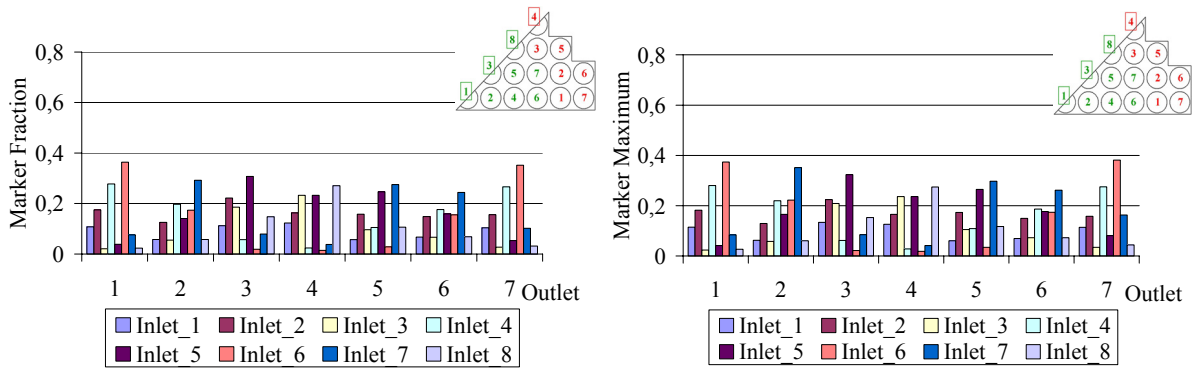 Marker Fraction
0,8
0,6
0,4
0,2
0
1 2 3 4 5 6 7 Outlet
Inlet_1 Inlet_2 Inlet_3 Inlet_4
Inlet_5 Inlet_6 Inlet_7 Inlet_8
4
8 3 5
3 5 7 2 6
1 2 4 6 1 7
Marker Maximum
0,8
0,6
0,4
0,2
0
1 2 3 4 5 6 7 Outlet
Inlet_1 Inlet_2 Inlet_3 Inlet_4
Inlet_5 Inlet_6 Inlet_7 Inlet_8
4
8 3 5
3 5 7 2 6
1 2 4 6 1 7